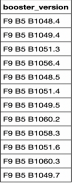 booster_version
F9 B5 B1048.4
F9 B5 B1049.4
F9 B5 B1051.3
F9 B5 B1056.4
F9 B5 B1048.5
F9 B5 B1051.4
F9 B5 B1049.5
F9 B5 B1060.2
F9 B5 B1058.3
F9 B5 B1051.6
F9 B5 B1060.3
F9 B5 B1049.7